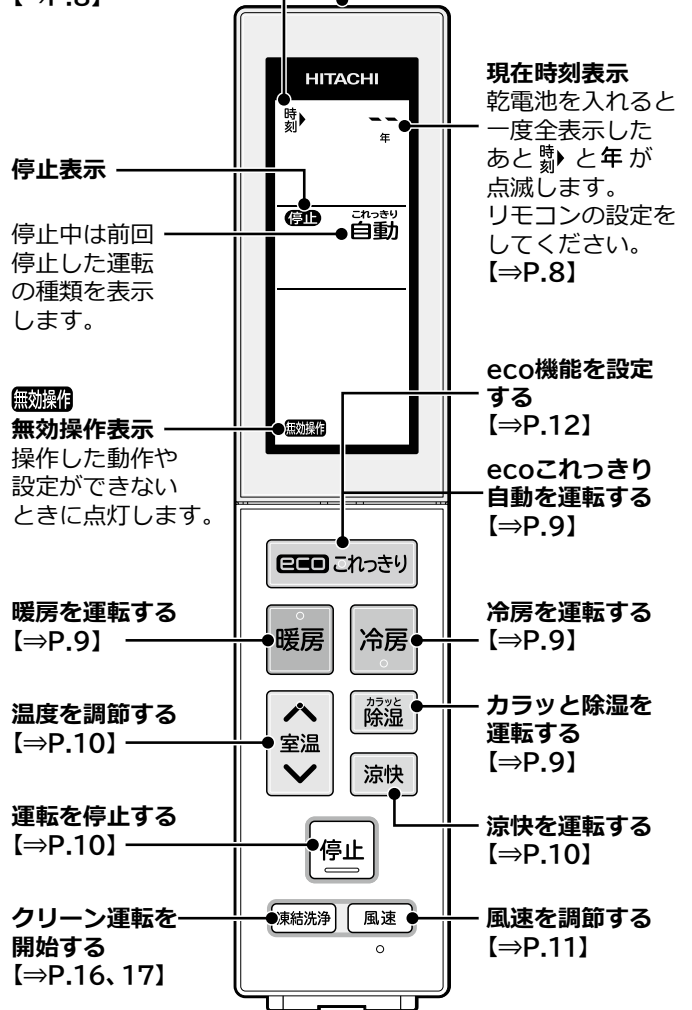 HITACHI
時刻
年
停止
これっきり
自動
無効操作
eco これっきり
暖房
冷房
室温
カラッと
除湿
涼快
停止
凍結洗浄
風速
停止表示
停止中は前回
停止した運転
の種類を表示
します。
無効操作
無効操作表示
操作した動作や
設定ができない
ときに点灯します。
暖房を運転する
【⇒P.9】
温度を調節する
【⇒P.10】
運転を停止する
【⇒P.10】
クリーン運転を
開始する
【⇒P.16、17】
現在時刻表示
乾電池を入れると
一度全表示した
あと 時刻 と 年 が
点滅します。
リモコンの設定を
してください。
【⇒P.8】
eco機能を設定
する
【⇒P.12】
ecoこれっきり
自動を運転する
【⇒P.9】
冷房を運転する
【⇒P.9】
カラッと除湿を
運転する
【⇒P.9】
涼快を運転する
【⇒P.10】
風速を調節する
【⇒P.11】